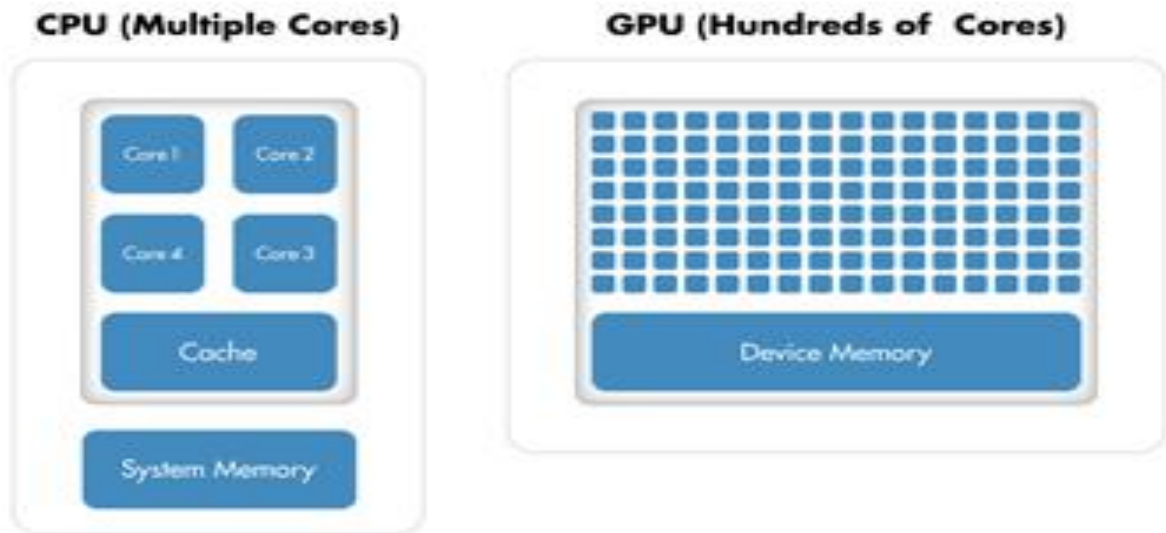 CPU (Multiple Cores)
Core 1
Core 2
Core 4
Core 3
Cache
System Memory
GPU (Hundreds of Cores)
Device Memory